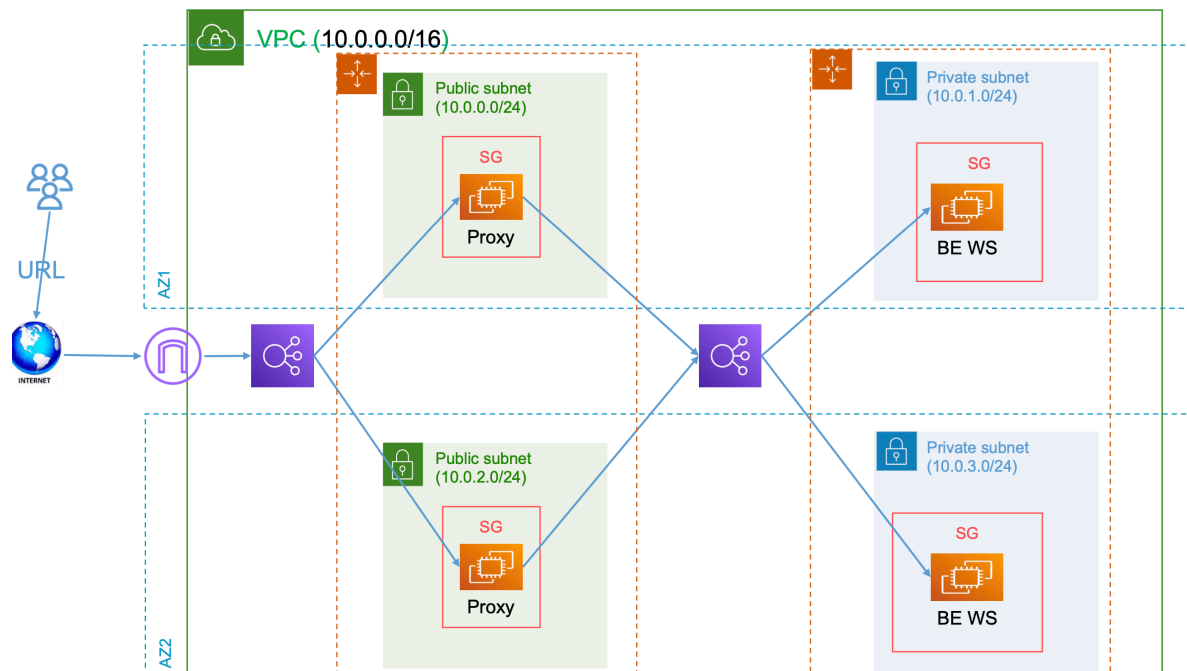 VPC (10.0.0.0/16)
Public subnet
(10.0.0.0/24)
Private subnet
(10.0.1.0/24)
SG
Proxy
SG
BE WS
URL
AZ1
INTERNET
Public subnet
(10.0.2.0/24)
Private subnet
(10.0.3.0/24)
SG
Proxy
SG
BE WS
AZ2